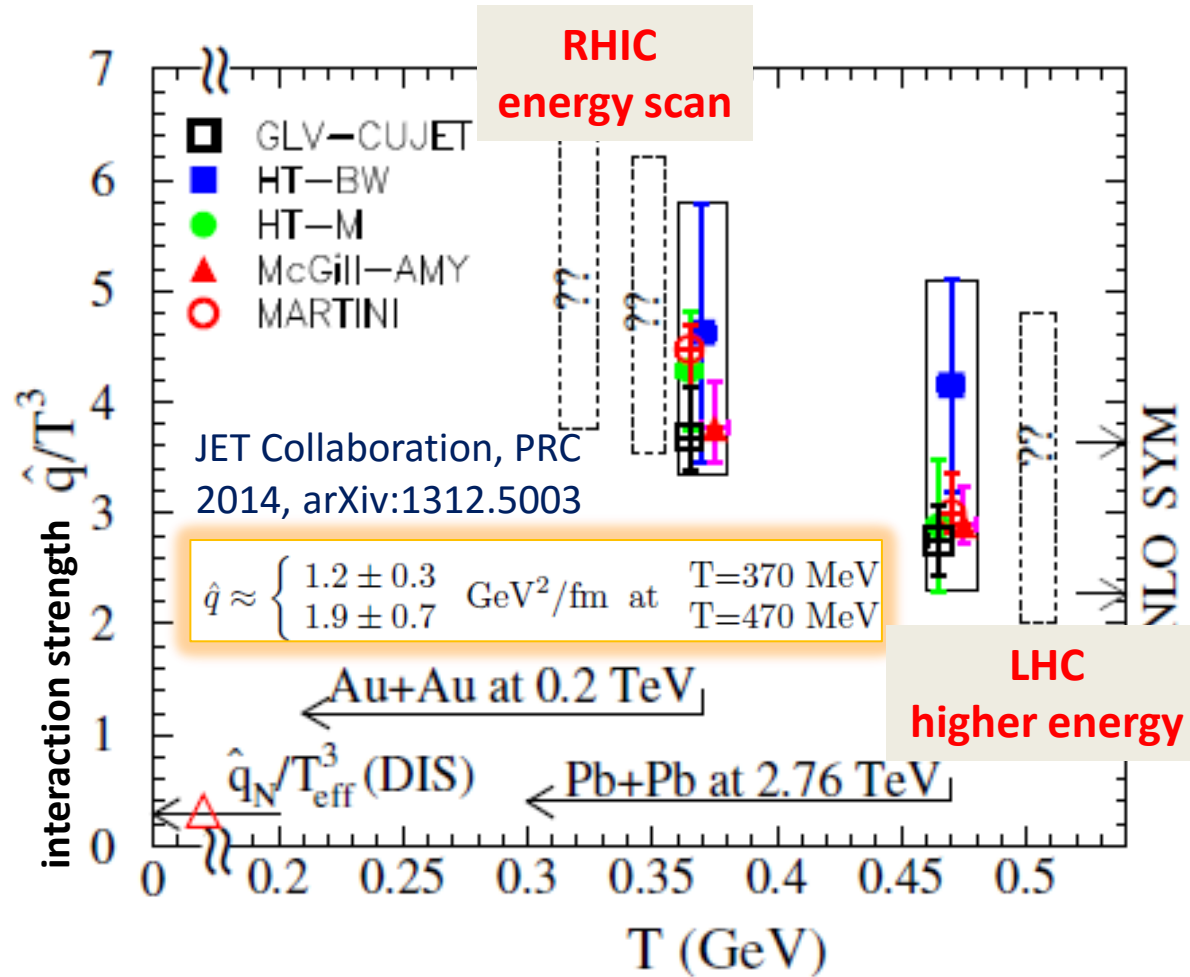 RHIC
energy scan
7
6
5
4
3
2
1
0
interaction strength q̂/T³
GLV-CUJET
HT-BW
HT-M
McGill-AMY
MARTINI
??
??
??
JET Collaboration, PRC
2014, arXiv:1312.5003
q̂ ≈ { 1.2 ± 0.3 GeV²/fm at T=370 MeV
1.9 ± 0.7 T=470 MeV
NLO SYM
LHC
higher energy
Au+Au at 0.2 TeV
q̂_N/T³_eff (DIS)
Pb+Pb at 2.76 TeV
0 0.2 0.25 0.3 0.35 0.4 0.45 0.5
T (GeV)